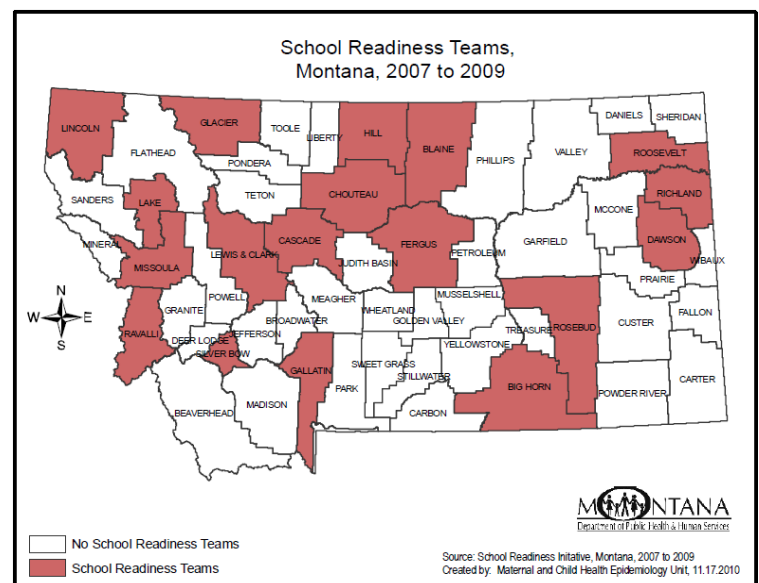 School Readiness Teams,
Montana, 2007 to 2009
LINCOLN
GLACIER
TOOLE
LIBERTY
HILL
BLAINE
DANIELS
SHERIDAN
FLATHEAD
PONDERA
PHILLIPS
VALLEY
ROOSEVELT
SANDERS
LAKE
TETON
CHOUTEAU
RICHLAND
MCCONE
MINERAL
MISSOULA
LEWIS & CLARK
CASCADE
JUDITH BASIN
FERGUS
PETROLEUM
GARFIELD
DAWSON
WIBAUX
PRAIRIE
POWELL
GRANITE
MEAGHER
WHEATLAND
MUSSELSHELL
GOLDEN VALLEY
TREASURE
ROSEBUD
CUSTER
FALLON
RAVALLI
DEER LODGE
JEFFERSON
BROADWATER
SILVER BOW
GALLATIN
SWEET GRASS
STILLWATER
YELLOWSTONE
BIG HORN
POWDER RIVER
CARTER
BEAVERHEAD
MADISON
PARK
CARBON
N
W E
S
MONTANA
Department of Public Health & Human Services
No School Readiness Teams
School Readiness Teams
Source: School Readiness Initative, Montana, 2007 to 2009
Created by: Maternal and Child Health Epidemiology Unit, 11.17.2010